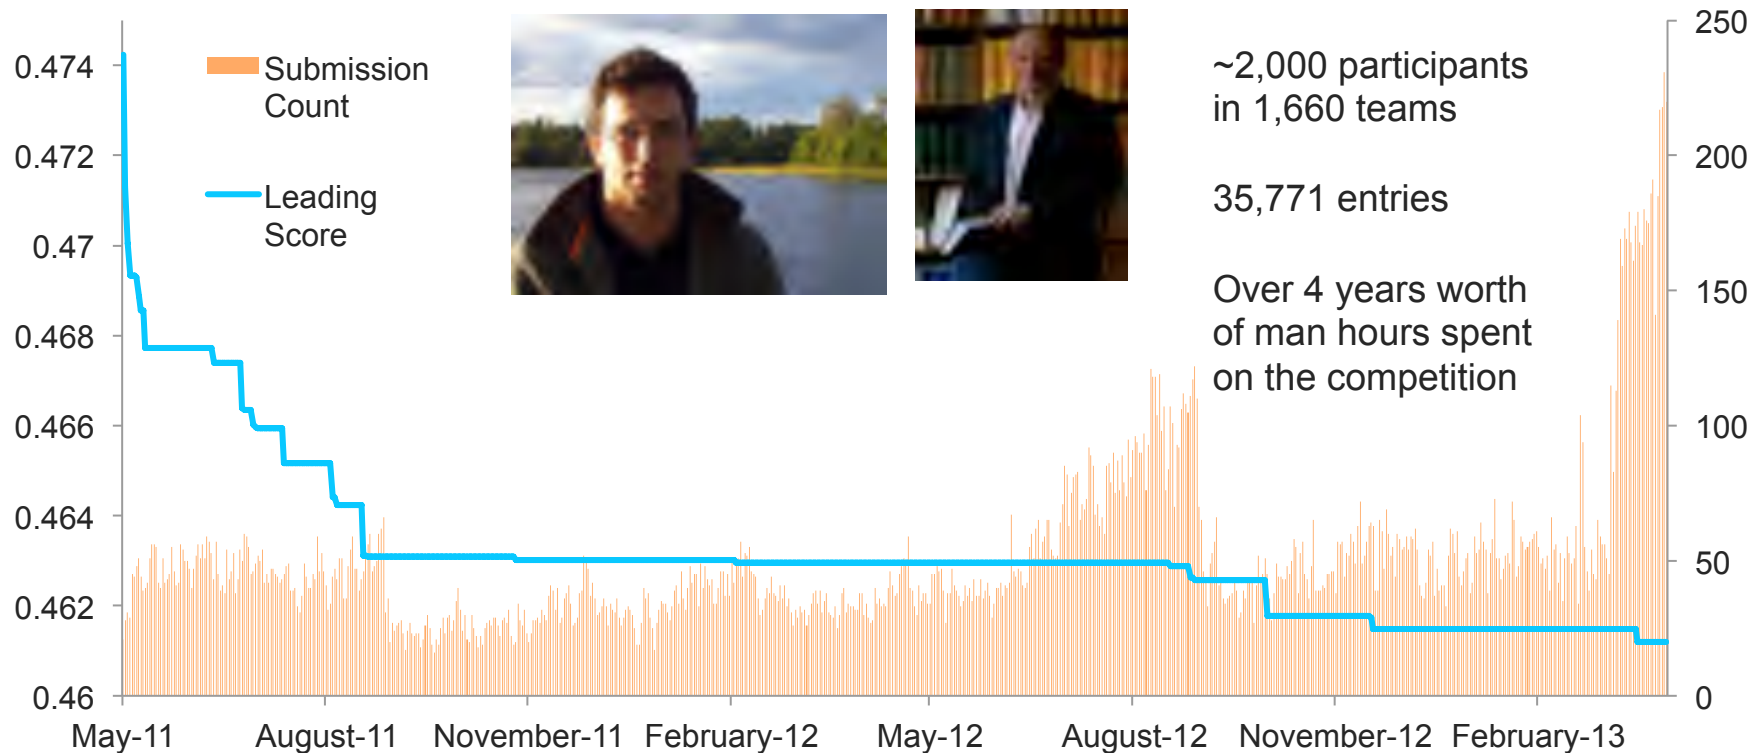 Submission
Count
Leading
Score
~2,000 participants
in 1,660 teams
35,771 entries
Over 4 years worth
of man hours spent
on the competition
0.474
0.472
0.47
0.468
0.466
0.464
0.462
0.46
250
200
150
100
50
0
May-11 August-11 November-11 February-12 May-12 August-12 November-12 February-13